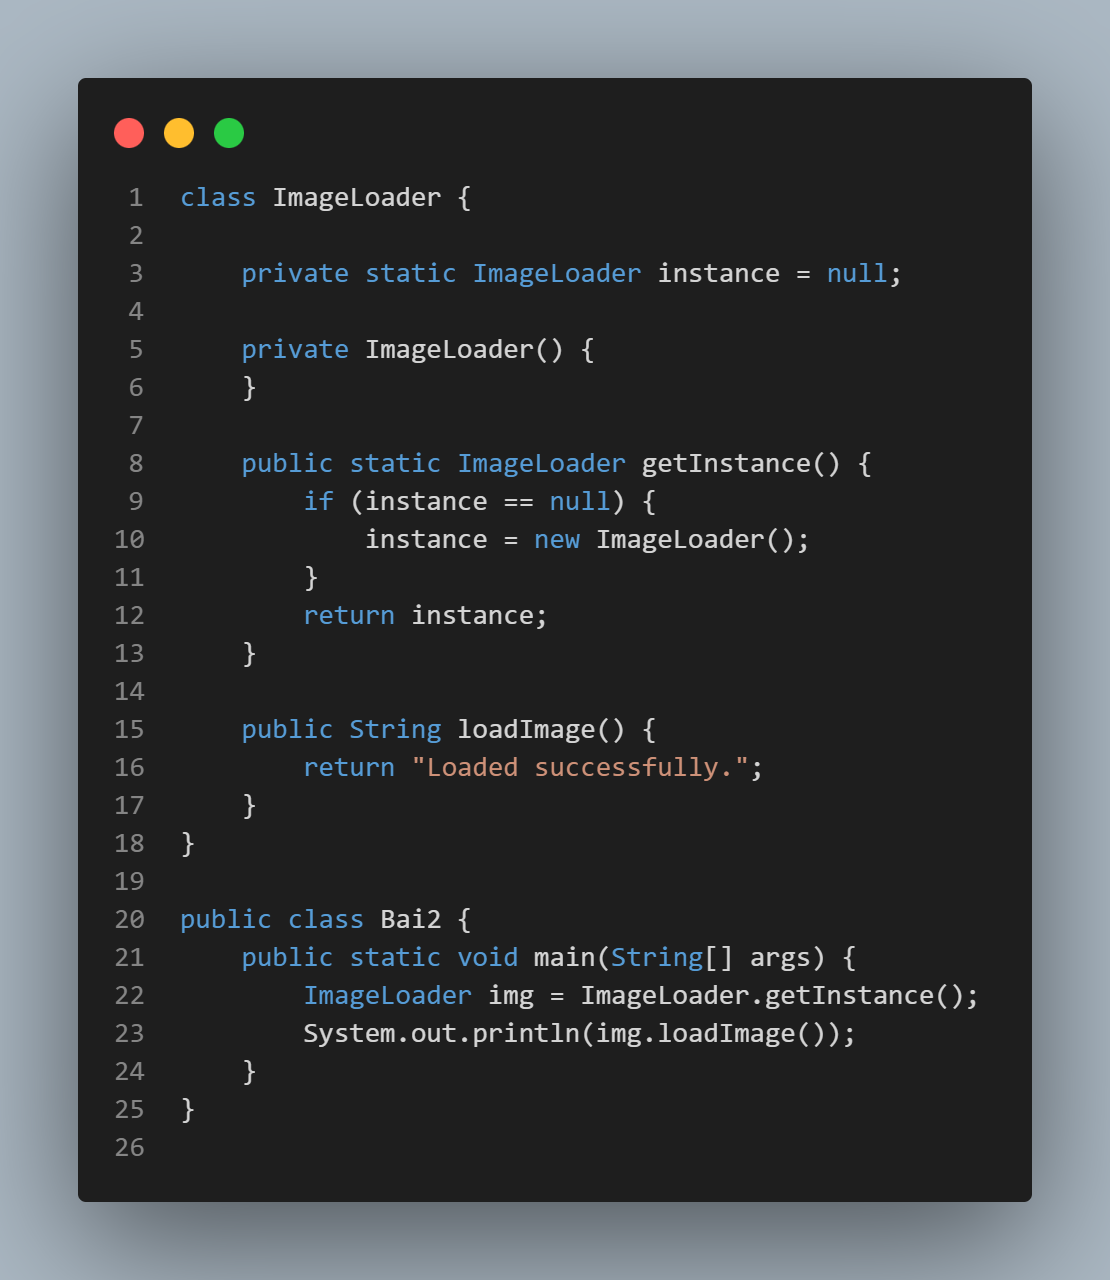 1 class ImageLoader {
2
3     private static ImageLoader instance = null;
4
5     private ImageLoader() {
6     }
7
8     public static ImageLoader getInstance() {
9         if (instance == null) {
10             instance = new ImageLoader();
11         }
12         return instance;
13     }
14
15     public String loadImage() {
16         return "Loaded successfully.";
17     }
18 }
19
20 public class Bai2 {
21     public static void main(String[] args) {
22         ImageLoader img = ImageLoader.getInstance();
23         System.out.println(img.loadImage());
24     }
25 }
26